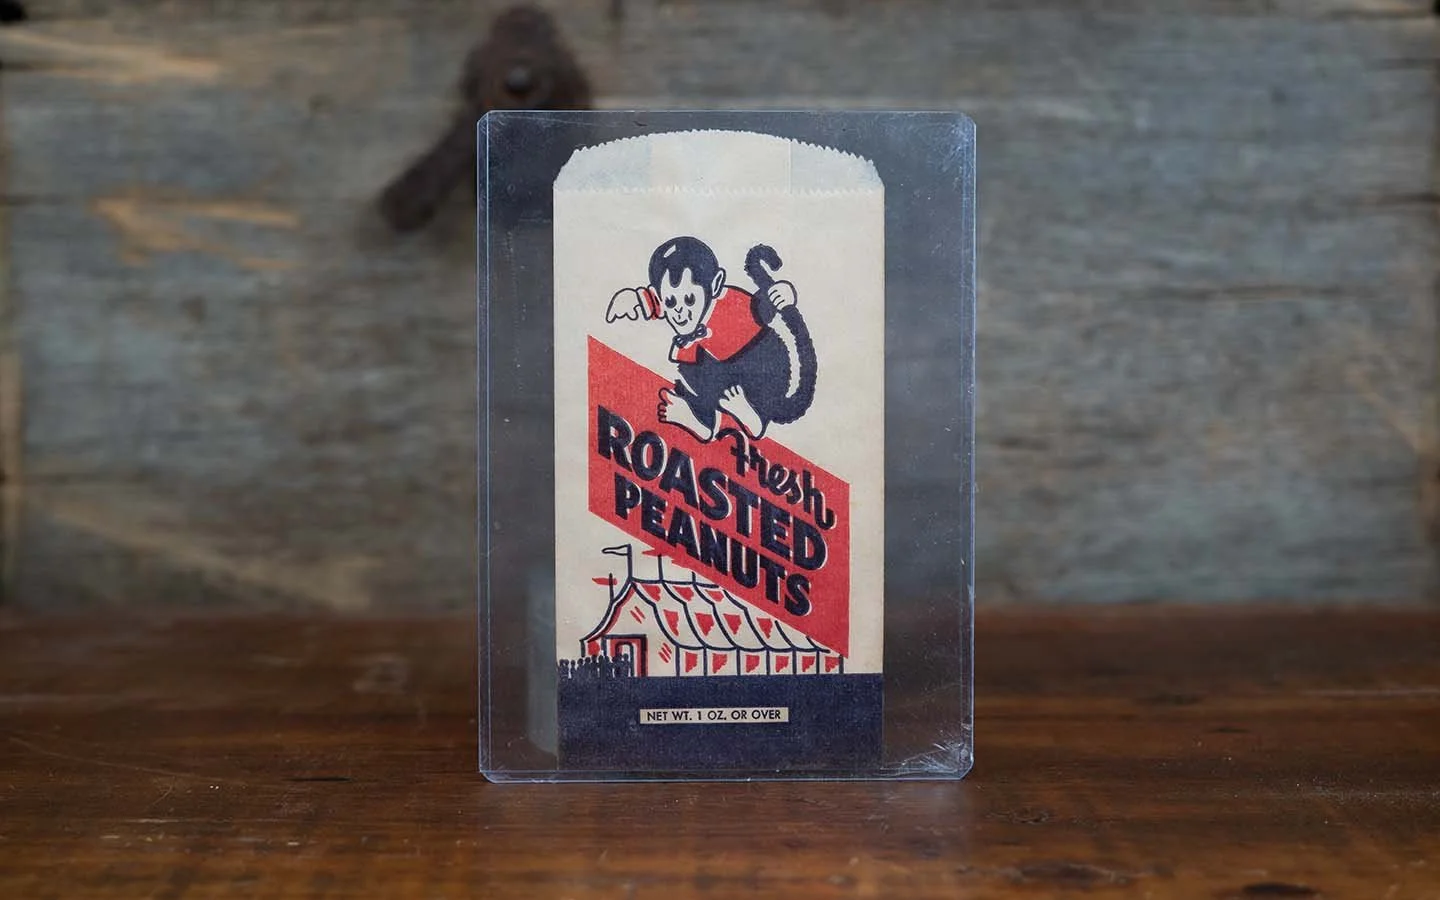 Fresh
ROASTED
PEANUTS
NET WT. 1 OZ. OR OVER